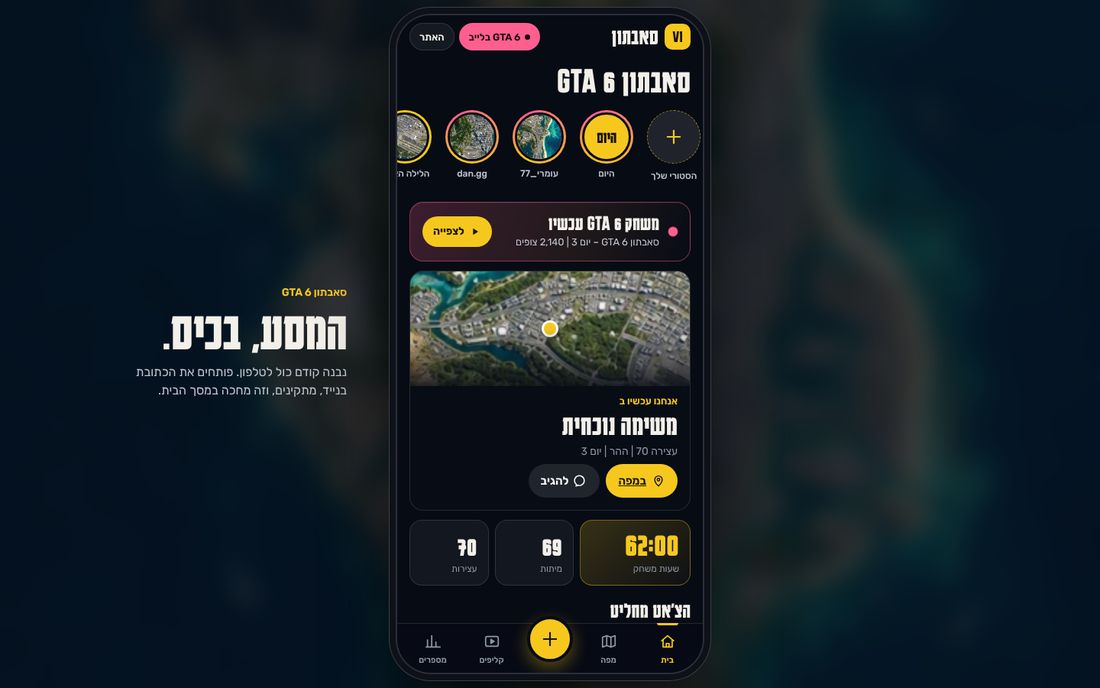 VI סאבתון
GTA 6 בלייב
האתר
סאבתון GTA 6
היום
הסטורי שלך
היום
עומרי_77
dan.gg
הלילה
משחק GTA 6 עכשיו
סאבתון GTA 6 – יום 3 | 2,140 צופים
לצפייה
אנחנו עכשיו ב
משימה נוכחית
עצירה 70 | ההר | יום 3
במפה
להגיב
62:00
שעות משחק
69
מיתות
70
עצירות
הצ'אט מחליט
בית
מפה
קליפים
מספרים
סאבתון GTA 6
המסע, בכיס.
נבנה קודם כול לטלפון. פותחים את הכתובת
בנייד, מתקינים, וזה מחכה במסך הבית.